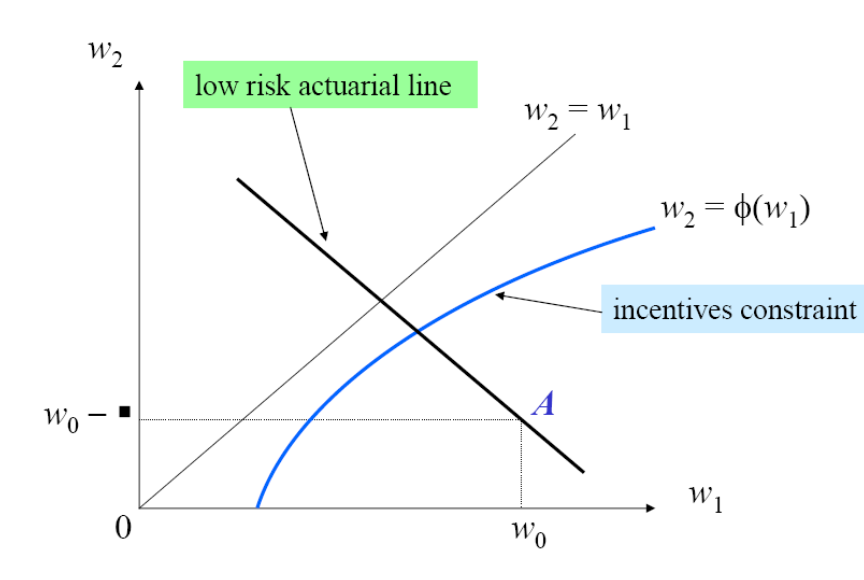 w₂
low risk actuarial line
w₂ = w₁
w₂ = ϕ(w₁)
incentives constraint
w₀ − ■
A
w₁
0
w₀